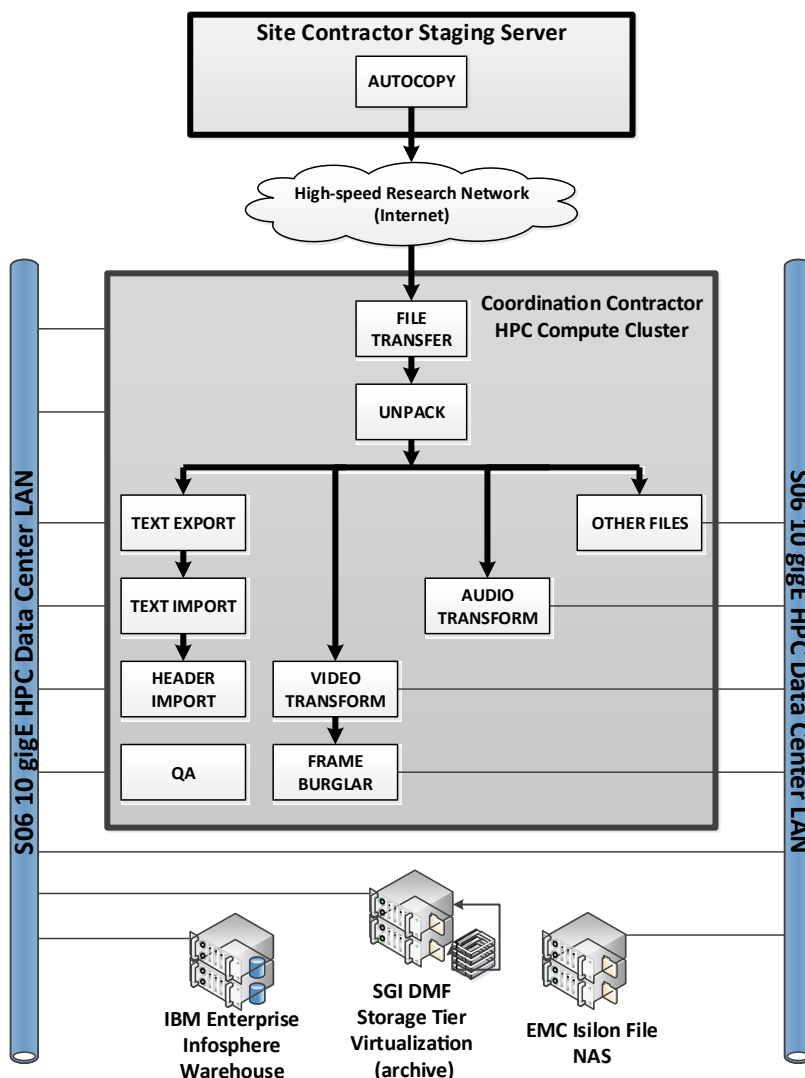 Site Contractor Staging Server
AUTOCOPY
High-speed Research Network
(Internet)
Coordination Contractor
HPC Compute Cluster
FILE
TRANSFER
UNPACK
TEXT EXPORT
OTHER FILES
TEXT IMPORT
AUDIO
TRANSFORM
HEADER
IMPORT
VIDEO
TRANSFORM
QA
FRAME
BURGLAR
S06 10 gigE HPC Data Center LAN
S06 10 gigE HPC Data Center LAN
IBM Enterprise
Infosphere
Warehouse
SGI DMF
Storage Tier
Virtualization
(archive)
EMC Isilon File
NAS